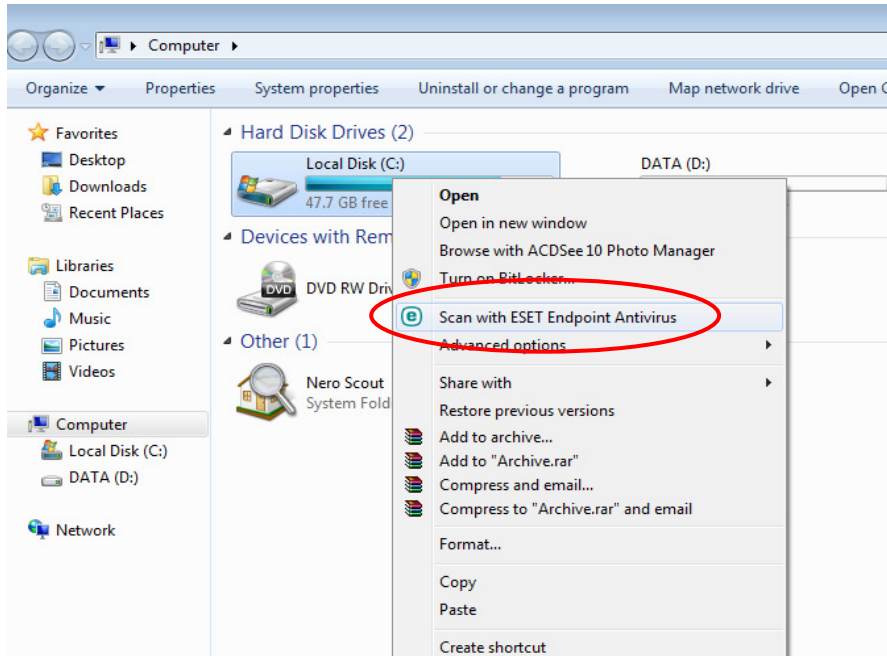 Computer
Organize Properties System properties Uninstall or change a program Map network drive Open
Favorites
Desktop
Downloads
Recent Places
Libraries
Documents
Music
Pictures
Videos
Computer
Local Disk (C:)
DATA (D:)
Network
Hard Disk Drives (2)
Local Disk (C:)
47.7 GB free
DATA (D:)
Devices with Rem
DVD
DVD RW Driv
Other (1)
Nero Scout
System Fold
Open
Open in new window
Browse with ACDSee 10 Photo Manager
Turn on BitLocker...
Scan with ESET Endpoint Antivirus
Advanced options
Share with
Restore previous versions
Add to archive...
Add to "Archive.rar"
Compress and email...
Compress to "Archive.rar" and email
Format...
Copy
Paste
Create shortcut